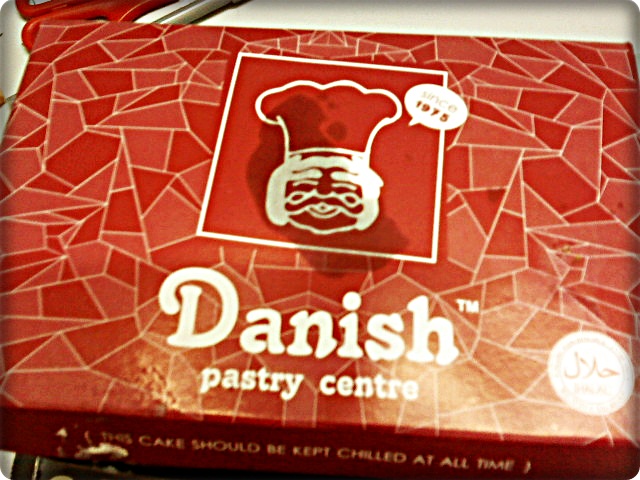 since
1975
Danish™
pastry centre
حلال
HALAL
( THIS CAKE SHOULD BE KEPT CHILLED AT ALL TIME )